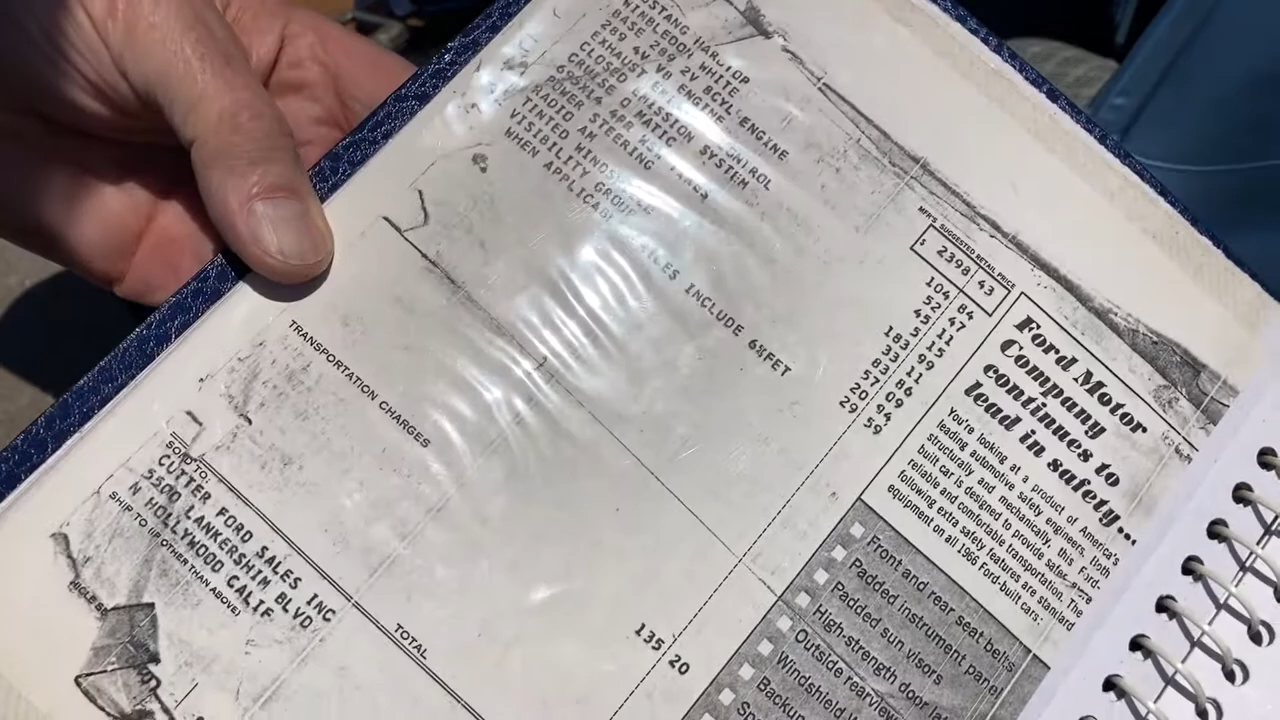 HARDTOP
WIMBLEDON WHITE
BASE 289 2V 8CYL ENGINE
289 4V V8 ENGINE
EXHAUST EMISSION CONTROL
CLOSED EMISSION SYSTEM
CRUISE O MATIC
4PR
POWER STEERING
RADIO AM
TINTED
VISIBILITY GROUP
WHEN APPLICABLE INCLUDE 6%FET
MFR'S SUGGESTED RETAIL PRICE
$ 2398 43
104 84
52 47
45 11
5 15
183 99
33 11
83 86
57 09
20 94
29 59
TRANSPORTATION CHARGES
135 20
TOTAL
SOLD TO:
CUTTER FORD SALES INC
5500 LANKERSHIM BLVD
N HOLLYWOOD CALIF
SHIP TO (IF OTHER THAN ABOVE)
Ford Motor
Company
continues to
lead in safety...
You're looking at a product of America's
leading automotive safety engineers. Both
structurally and mechanically, this Ford-
built car is designed to provide safer, more
reliable and comfortable transportation. The
following extra safety features are standard
equipment on all 1966 Ford-built cars:
Front and rear seat belts
Padded instrument panel
Padded sun visors
High-strength door
Outside rearview
Windshield
Backup